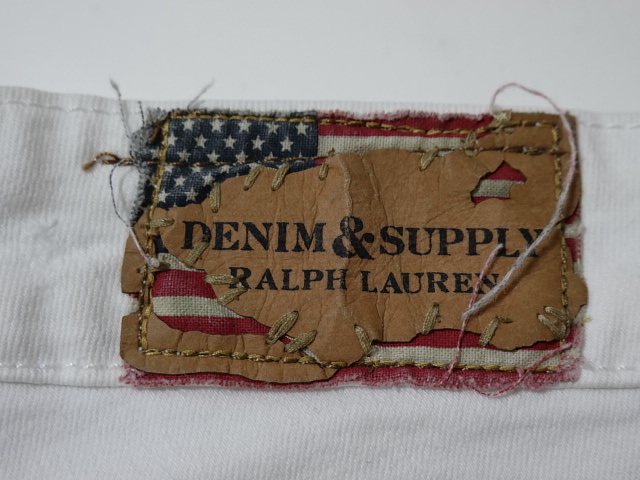 DENIM & SUPPLY
RALPH LAUREN